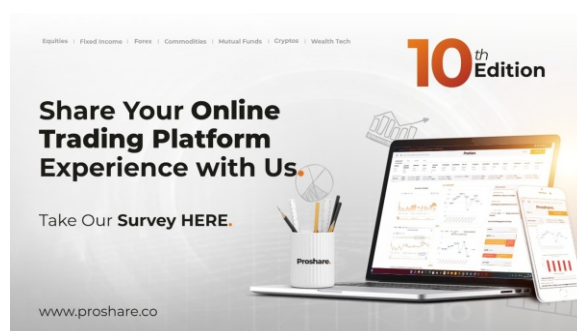 Equities | Fixed Income | Forex | Commodities | Mutual Funds | Cryptos | Wealth Tech
10th Edition
Share Your Online
Trading Platform
Experience with Us.
Take Our Survey HERE.
Proshare.
www.proshare.co